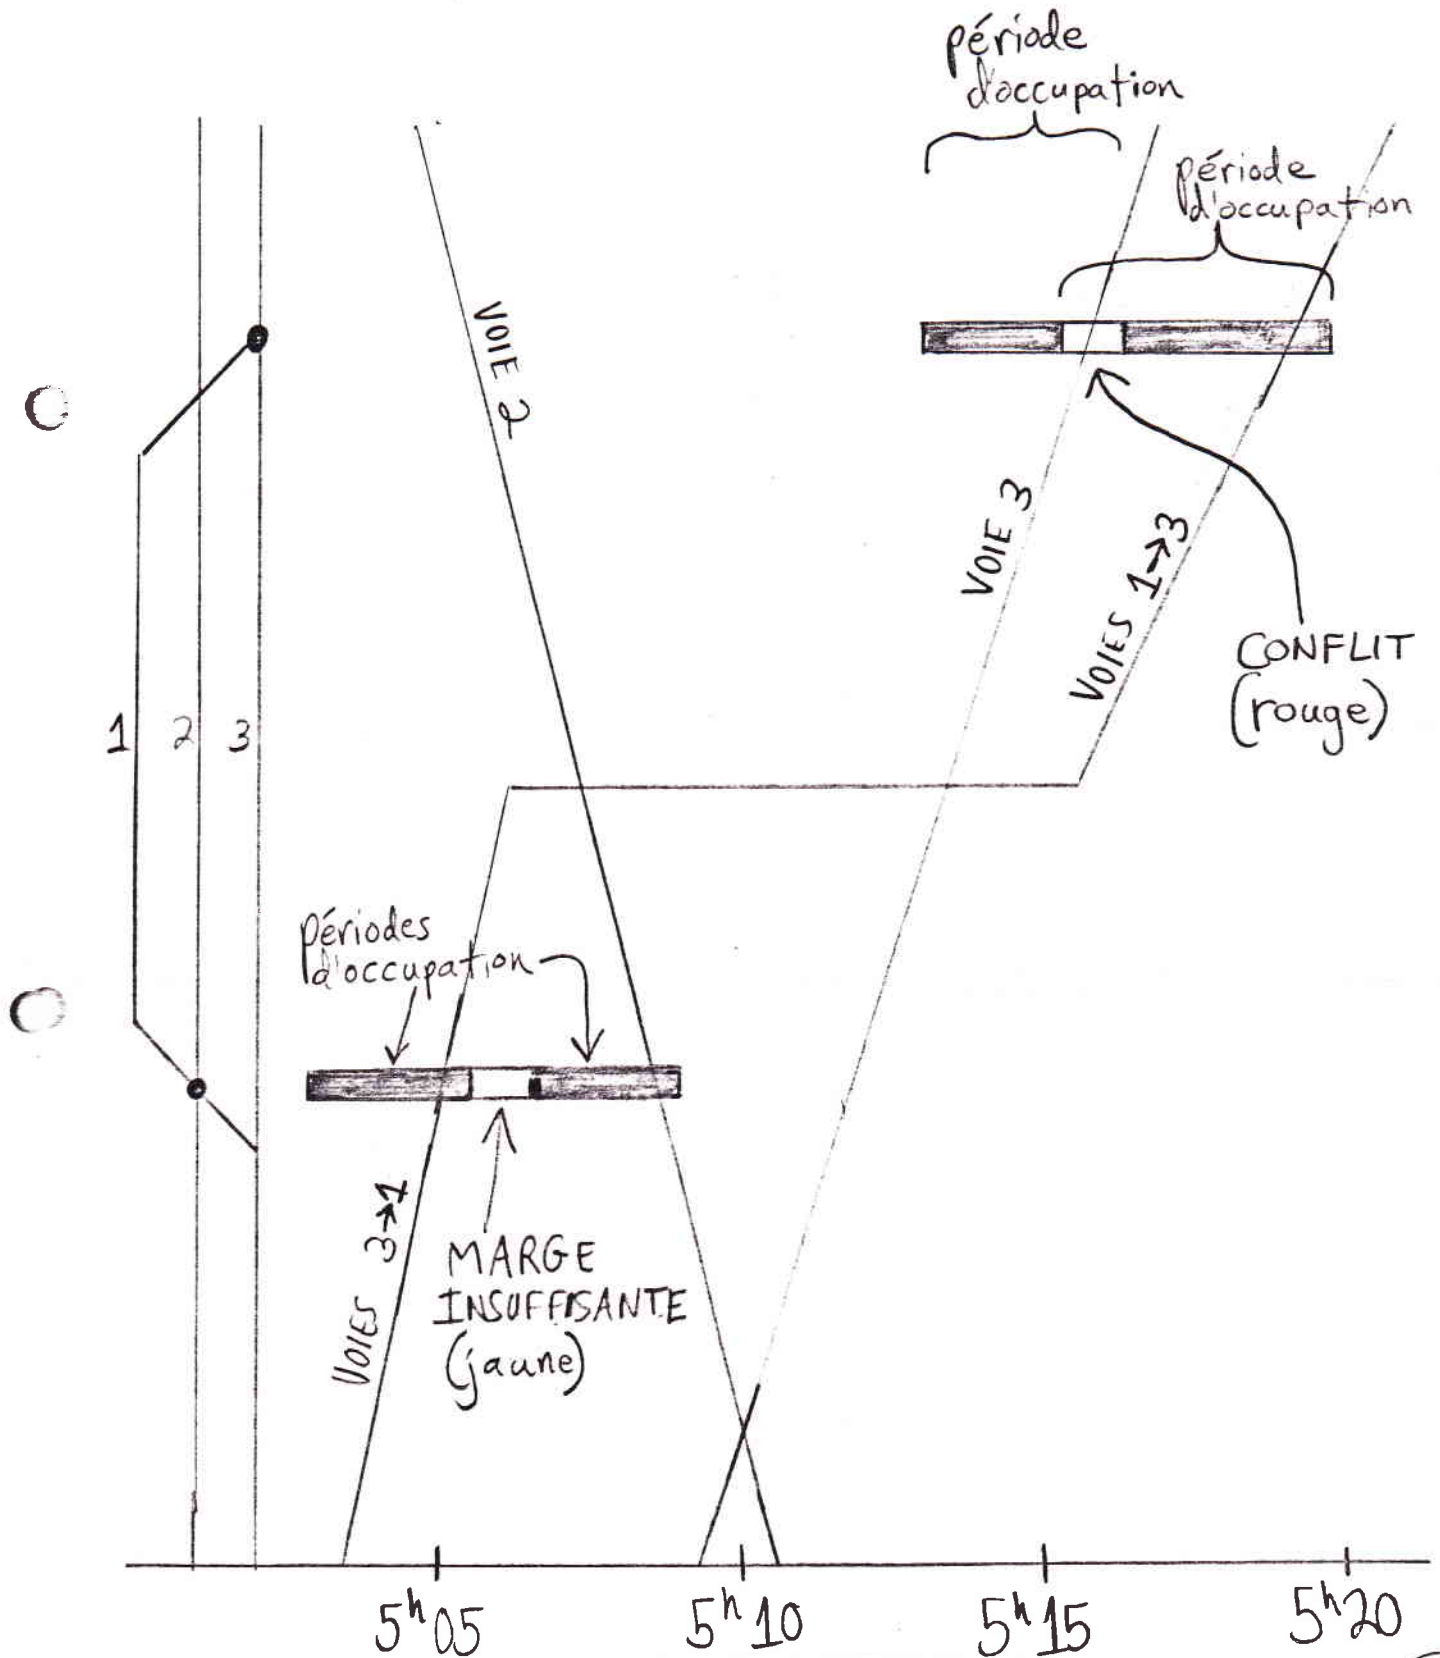 période
d'occupation
période
d'occupation
VOIE 2
VOIE 3
VOIES 1→3
CONFLIT
(rouge)
1 2 3
périodes
d'occupation
VOIES 3→1
MARGE
INSUFFISANTE
(jaune)
5h05 5h10 5h15 5h20